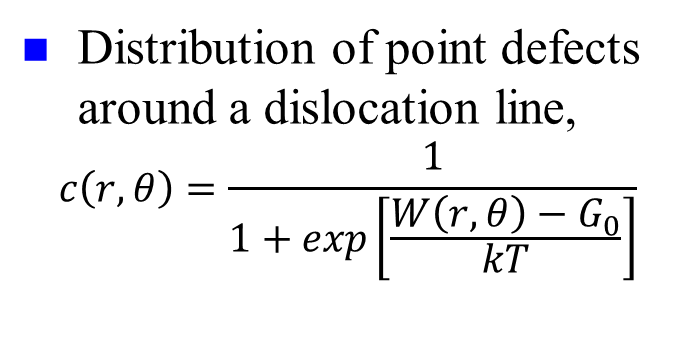 Distribution of point defects
around a dislocation line,
c(r, θ) = 1 / (1 + exp[(W(r, θ) − G₀) / kT])